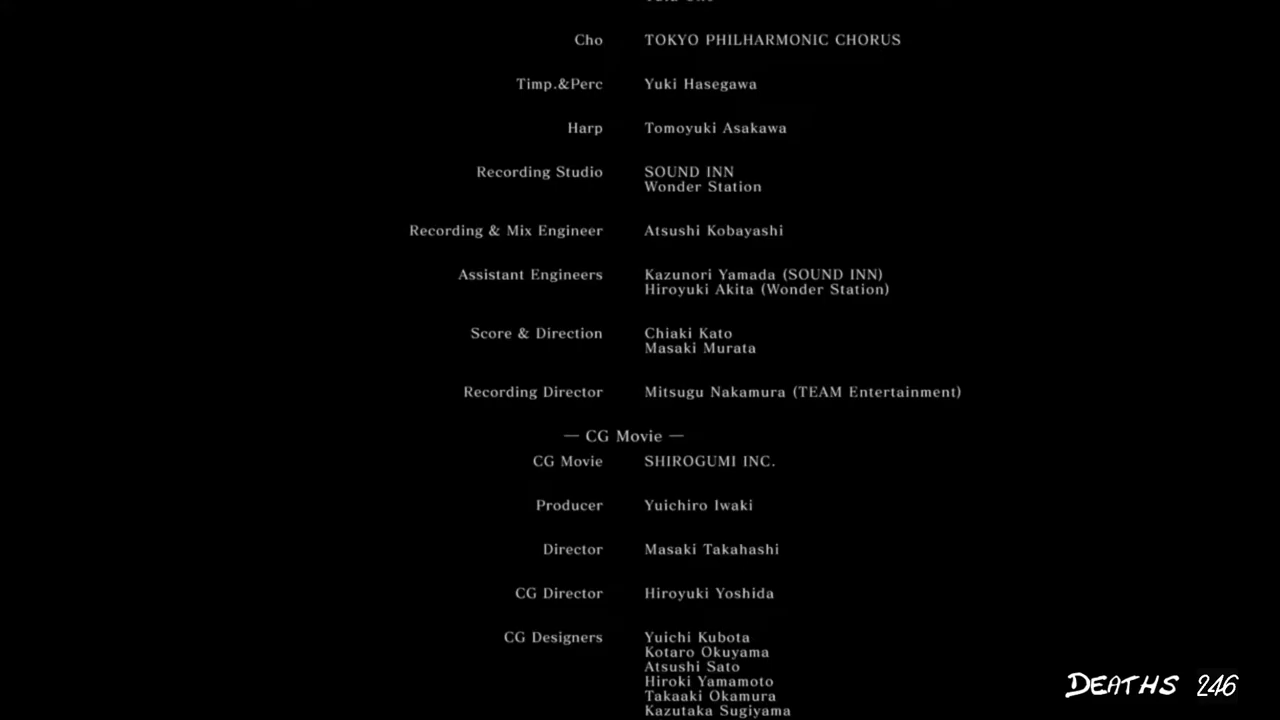 Cho TOKYO PHILHARMONIC CHORUS
Timp.&Perc Yuki Hasegawa
Harp Tomoyuki Asakawa
Recording Studio SOUND INN
Wonder Station
Recording & Mix Engineer Atsushi Kobayashi
Assistant Engineers Kazunori Yamada (SOUND INN)
Hiroyuki Akita (Wonder Station)
Score & Direction Chiaki Kato
Masaki Murata
Recording Director Mitsugu Nakamura (TEAM Entertainment)
— CG Movie —
CG Movie SHIROGUMI INC.
Producer Yuichiro Iwaki
Director Masaki Takahashi
CG Director Hiroyuki Yoshida
CG Designers Yuichi Kubota
Kotaro Okuyama
Atsushi Sato
Hiroki Yamamoto
Takaaki Okamura
Kazutaka Sugiyama
DEATHS 246